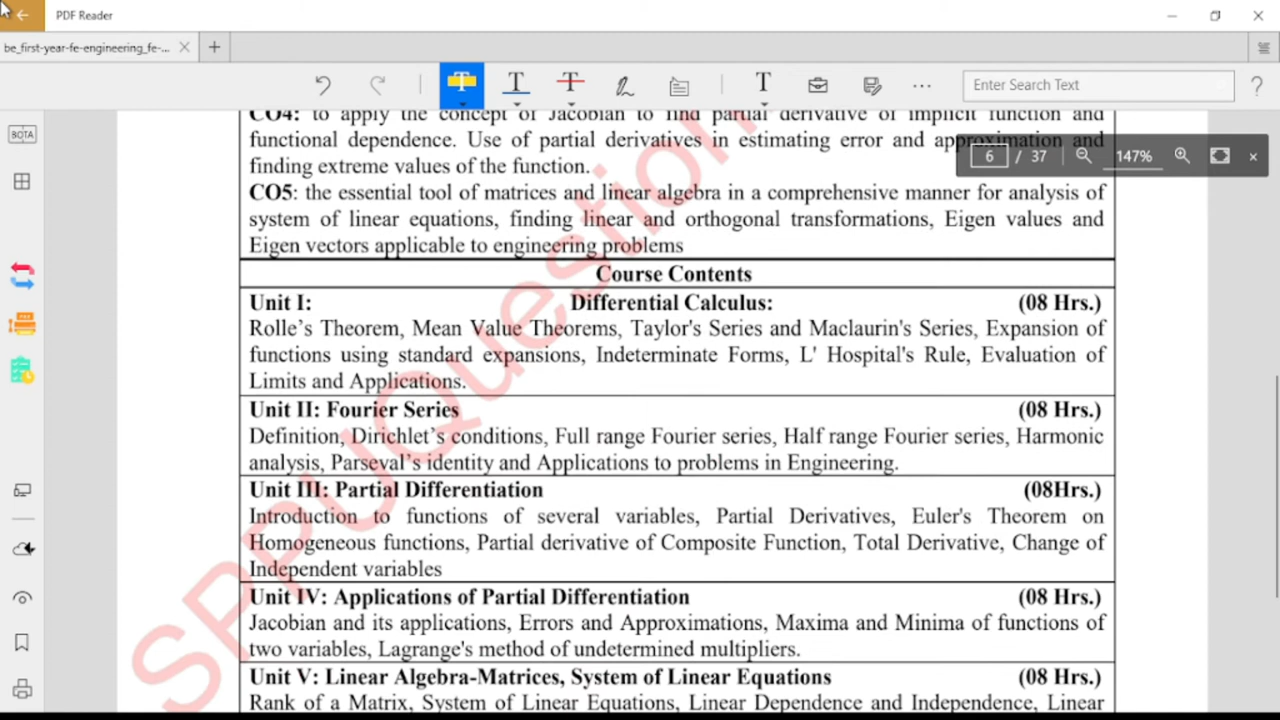 PDF Reader
be_first-year-fe-engineering_fe-...
Enter Search Text
BOTA
6 / 37
147%
CO4: to apply the concept of Jacobian to find partial derivative of implicit function and
functional dependence. Use of partial derivatives in estimating error and approximation and
finding extreme values of the function.
CO5: the essential tool of matrices and linear algebra in a comprehensive manner for analysis of
system of linear equations, finding linear and orthogonal transformations, Eigen values and
Eigen vectors applicable to engineering problems
Course Contents
Unit I: Differential Calculus: (08 Hrs.)
Rolle’s Theorem, Mean Value Theorems, Taylor's Series and Maclaurin's Series, Expansion of
functions using standard expansions, Indeterminate Forms, L' Hospital's Rule, Evaluation of
Limits and Applications.
Unit II: Fourier Series (08 Hrs.)
Definition, Dirichlet’s conditions, Full range Fourier series, Half range Fourier series, Harmonic
analysis, Parseval’s identity and Applications to problems in Engineering.
Unit III: Partial Differentiation (08Hrs.)
Introduction to functions of several variables, Partial Derivatives, Euler's Theorem on
Homogeneous functions, Partial derivative of Composite Function, Total Derivative, Change of
Independent variables
Unit IV: Applications of Partial Differentiation (08 Hrs.)
Jacobian and its applications, Errors and Approximations, Maxima and Minima of functions of
two variables, Lagrange's method of undetermined multipliers.
Unit V: Linear Algebra-Matrices, System of Linear Equations (08 Hrs.)
Rank of a Matrix, System of Linear Equations, Linear Dependence and Independence, Linear
SPPUQuestion